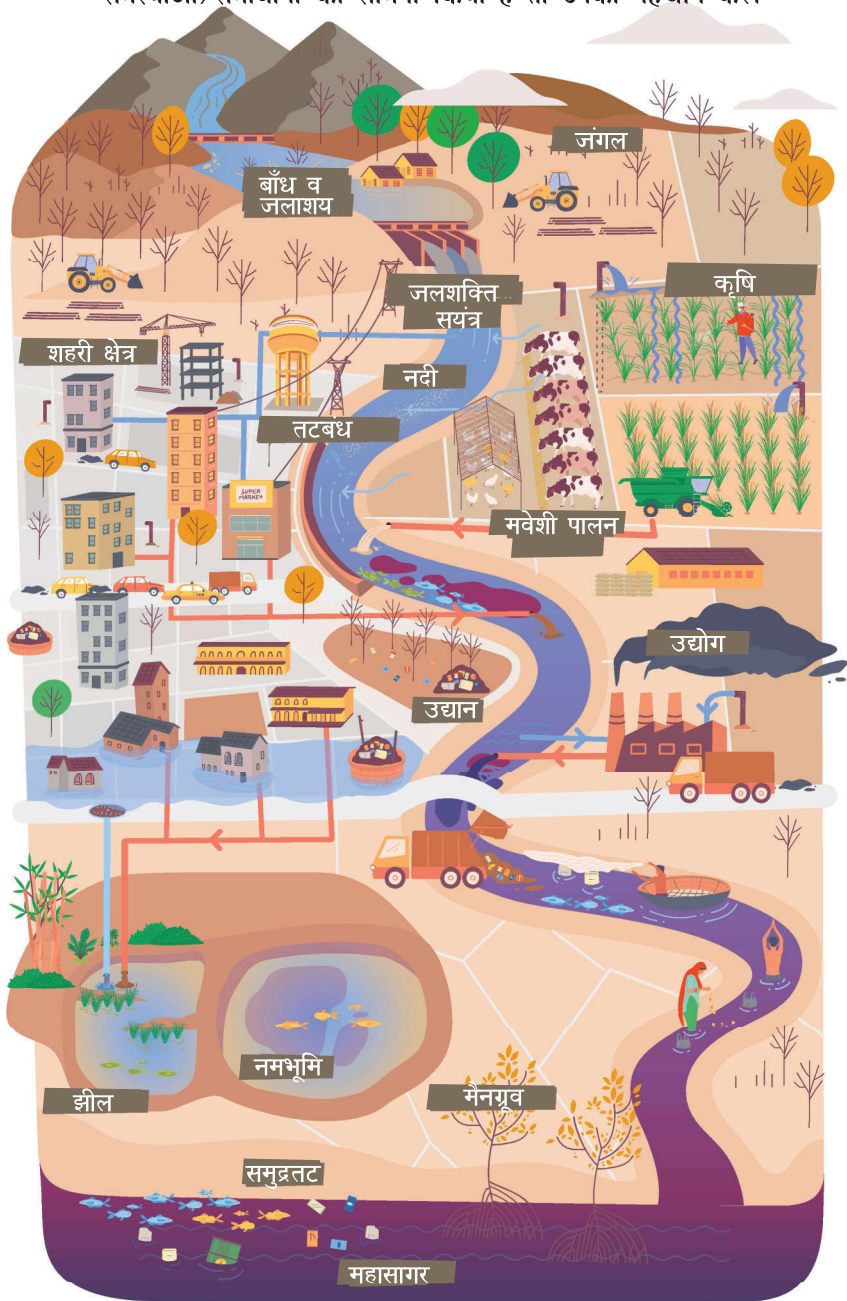 जंगल
बाँध व
जलाशय
जलशक्ति
सयंत्र
कृषि
शहरी क्षेत्र
नदी
तटबंध
SUPER
MARKET
मवेशी पालन
उद्योग
उद्यान
नमभूमि
झील
मैनग्रूव
समुद्रतट
महासागर